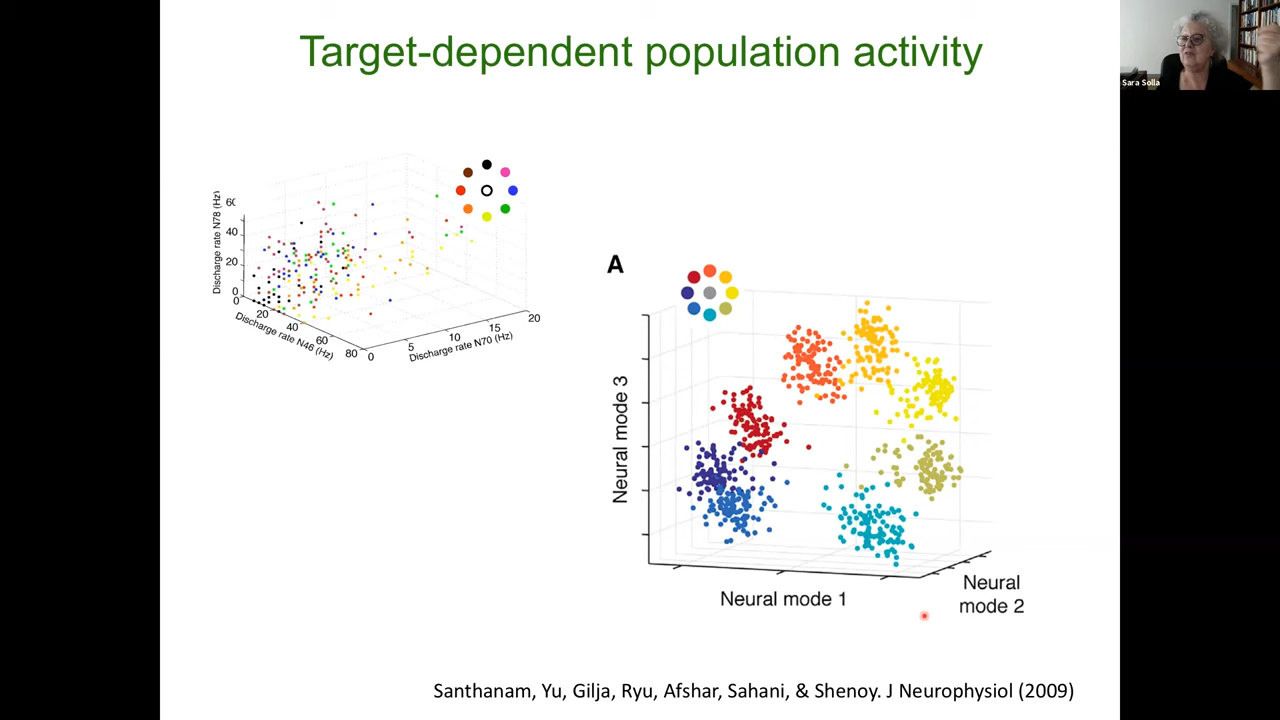 Target-dependent population activity
Sara Solla
Discharge rate N78 (Hz)
60
40
20
0
0
20
40
60
80
Discharge rate N46 (Hz)
0
5
10
15
20
Discharge rate N70 (Hz)
A
Neural mode 3
Neural mode 1
Neural
mode 2
Santhanam, Yu, Gilja, Ryu, Afshar, Sahani, & Shenoy. J Neurophysiol (2009)